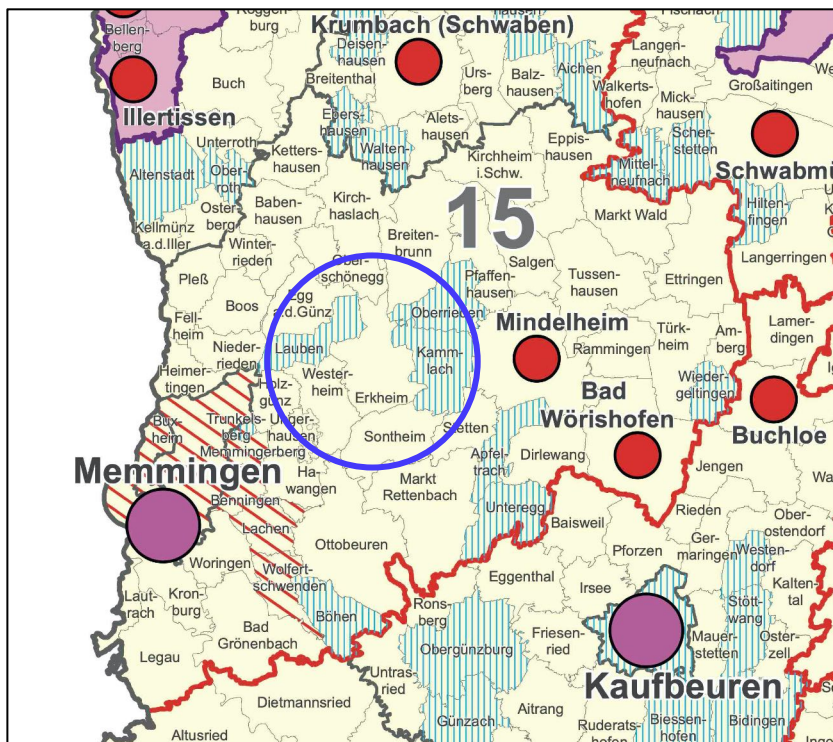 Roggen-
burg
Bellen-
berg
Krumbach (Schwaben)
Deisen-
hausen
Langen-
neufnach
Fischach
Buch
Breitenthal
Urs-
berg
Balz-
hausen
Aichen
Walkerts-
hofen
Mick-
hausen
Großaitingen
Illertissen
Ebers-
hausen
Alets-
hausen
Scher-
stetten
Unterroth
Ketters-
hausen
Walten-
hausen
Eppis-
hausen
Kirchheim
i.Schw.
Mittel-
neufnach
Schwabmü
Altenstadt
Ober-
roth
Baben-
hausen
Kirch-
haslach
15
Markt Wald
Hilten-
fingen
Oster-
berg
Kellmünz
a.d.Iller
Winter-
rieden
Breiten-
brunn
Langerringen
Ober-
schönegg
Salgen
Pfaffen-
hausen
Tussen-
hausen
Ettringen
Pleß
Boos
Egg
a.d.Günz
Oberrieden
Fell-
heim
Mindelheim
Türk-
heim
Am-
berg
Lamer-
dingen
Nieder-
rieden
Lauben
Kamm-
lach
Rammingen
Heimer-
tingen
Wester-
heim
Holz-
günz
Erkheim
Bad
Wörishofen
Wieder-
geltingen
Bux-
heim
Trunkels-
berg
Unger-
hausen
Sontheim
Stetten
Buchloe
Memmingerberg
Apfel-
trach
Dirlewang
Memmingen
Ha-
wangen
Markt
Rettenbach
Jengen
Benningen
Unteregg
Rieden
Lachen
Baisweil
Ober-
ostendorf
Ottobeuren
Pforzen
Ger-
maringen
Westen-
dorf
Woringen
Wolfert-
schwenden
Eggenthal
Irsee
Kalten-
tal
Laut-
rach
Kron-
burg
Böhen
Rons-
berg
Stött-
wang
Bad
Grönenbach
Friesen-
ried
Mauer-
stetten
Oster-
zell
Legau
Obergünzburg
Untras-
ried
Kaufbeuren
Dietmannsried
Günzach
Aitrang
Biessen-
hofen
Bidingen
Altusried
Ruderats-
hofen